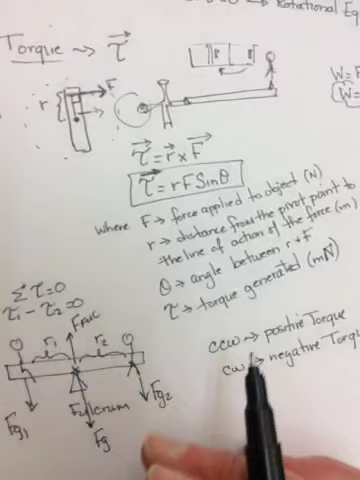 Rotational Eq
Torque ~> τ
F
r
W=F
W=
τ = r x F
τ = rFSinθ
where F → force applied to object (N)
r → distance from the pivot point to
the line of action of the force (m)
θ → angle between r + F
τ → torque generated (mN)
Στ=0
τ1 - τ2 = 0
r1
r2
Fg1
Fulcrum
Fg
Fg2
ccw ~> positive Torque
cw ~> negative Torq